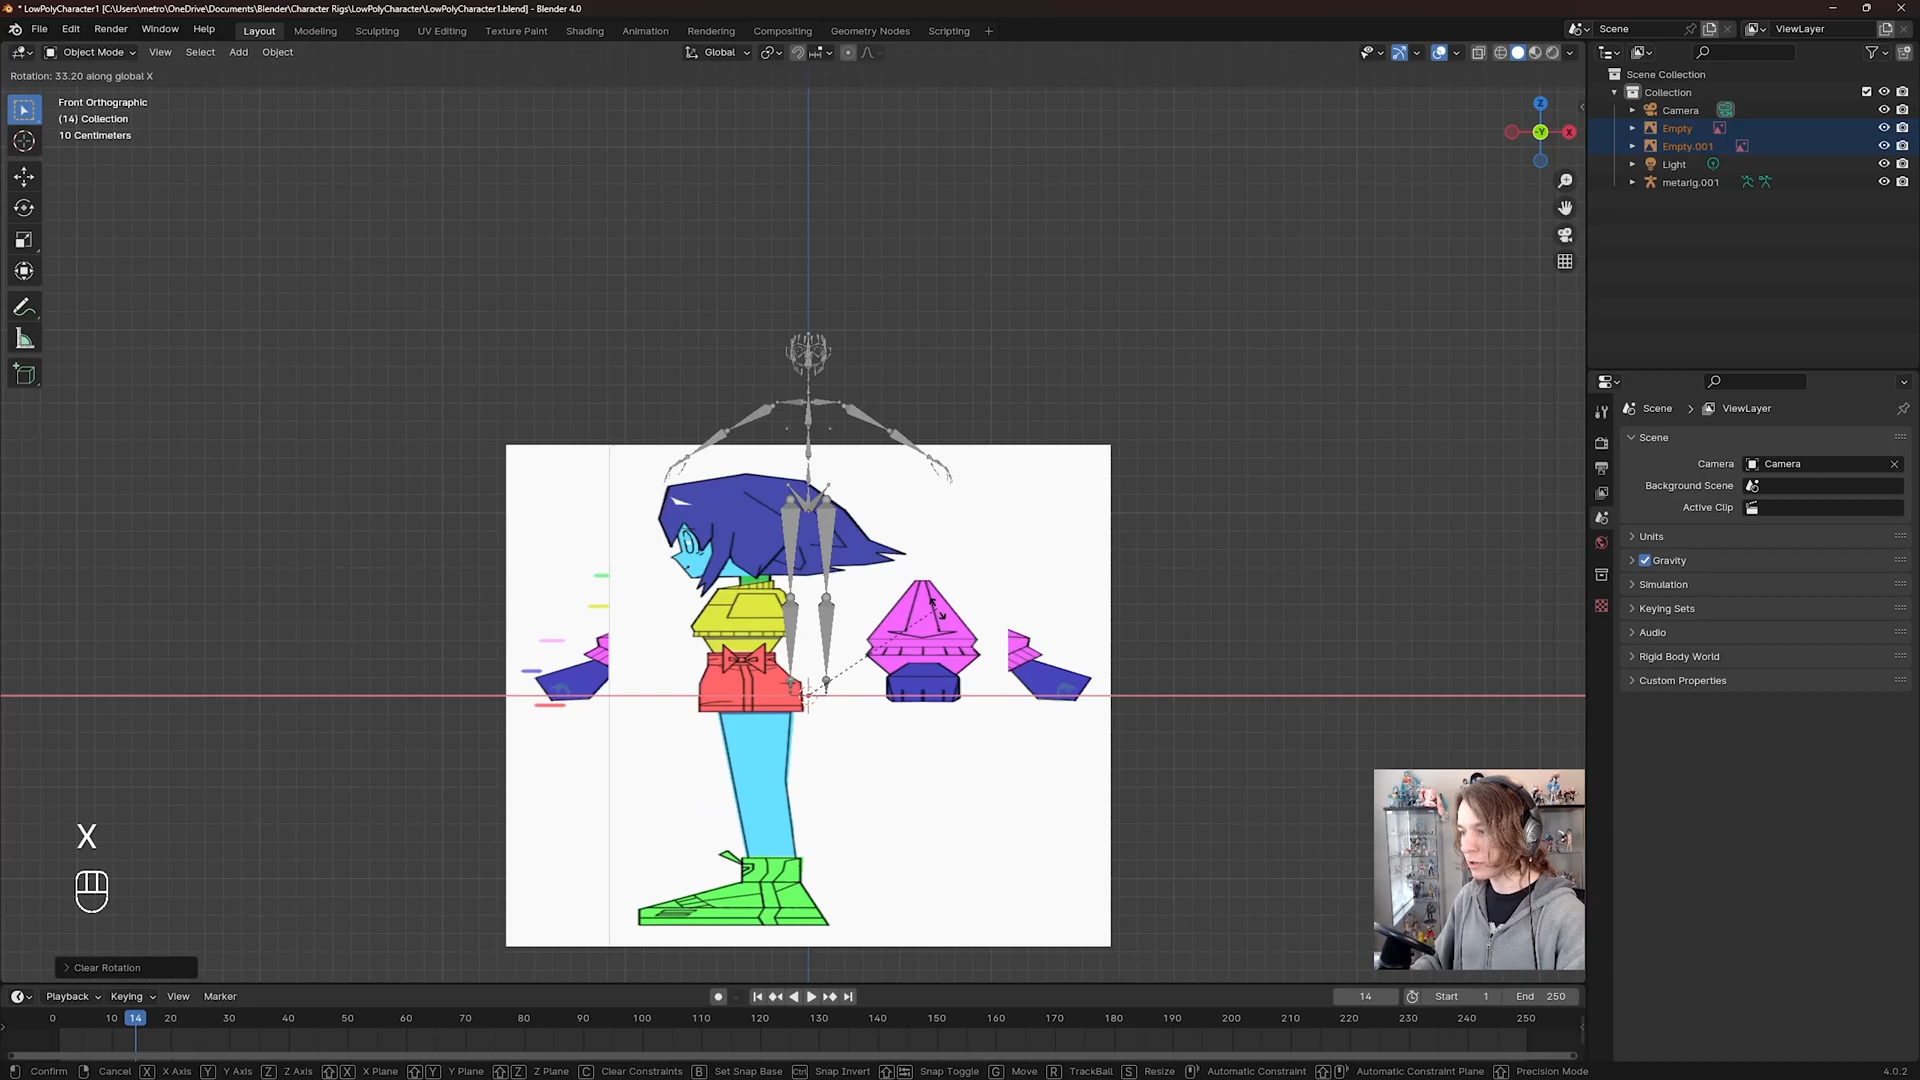 * LowPolyCharacter1 [C:\Users\metro\OneDrive\Documents\Blender\Character Rigs\LowPolyCharacter\LowPolyCharacter1.blend] - Blender 4.0
File Edit Render Window Help Layout Modeling Sculpting UV Editing Texture Paint Shading Animation Rendering Compositing Geometry Nodes Scripting + Scene ViewLayer
Object Mode View Select Add Object Global
Rotation: 33.20 along global X
Front Orthographic
(14) Collection
10 Centimeters
Z
-Y
X
Scene Collection
Collection
Camera
Empty
Empty.001
Light
metarig.001
Scene ViewLayer
Scene
Camera Camera
Background Scene
Active Clip
Units
Gravity
Simulation
Keying Sets
Audio
Rigid Body World
Custom Properties
X
Clear Rotation
Playback Keying View Marker 14 Start 1 End 250
0 10 14 20 30 40 50 60 70 80 90 100 110 120 130 140 150 160 170 180 190 200 210 220 230 240 250
Confirm Cancel X X Axis Y Y Axis Z Z Axis X X Plane Y Y Plane Z Z Plane C Clear Constraints B Set Snap Base Ctrl Snap Invert Snap Toggle G Move R TrackBall S Resize Automatic Constraint Automatic Constraint Plane Precision Mode 4.0.2